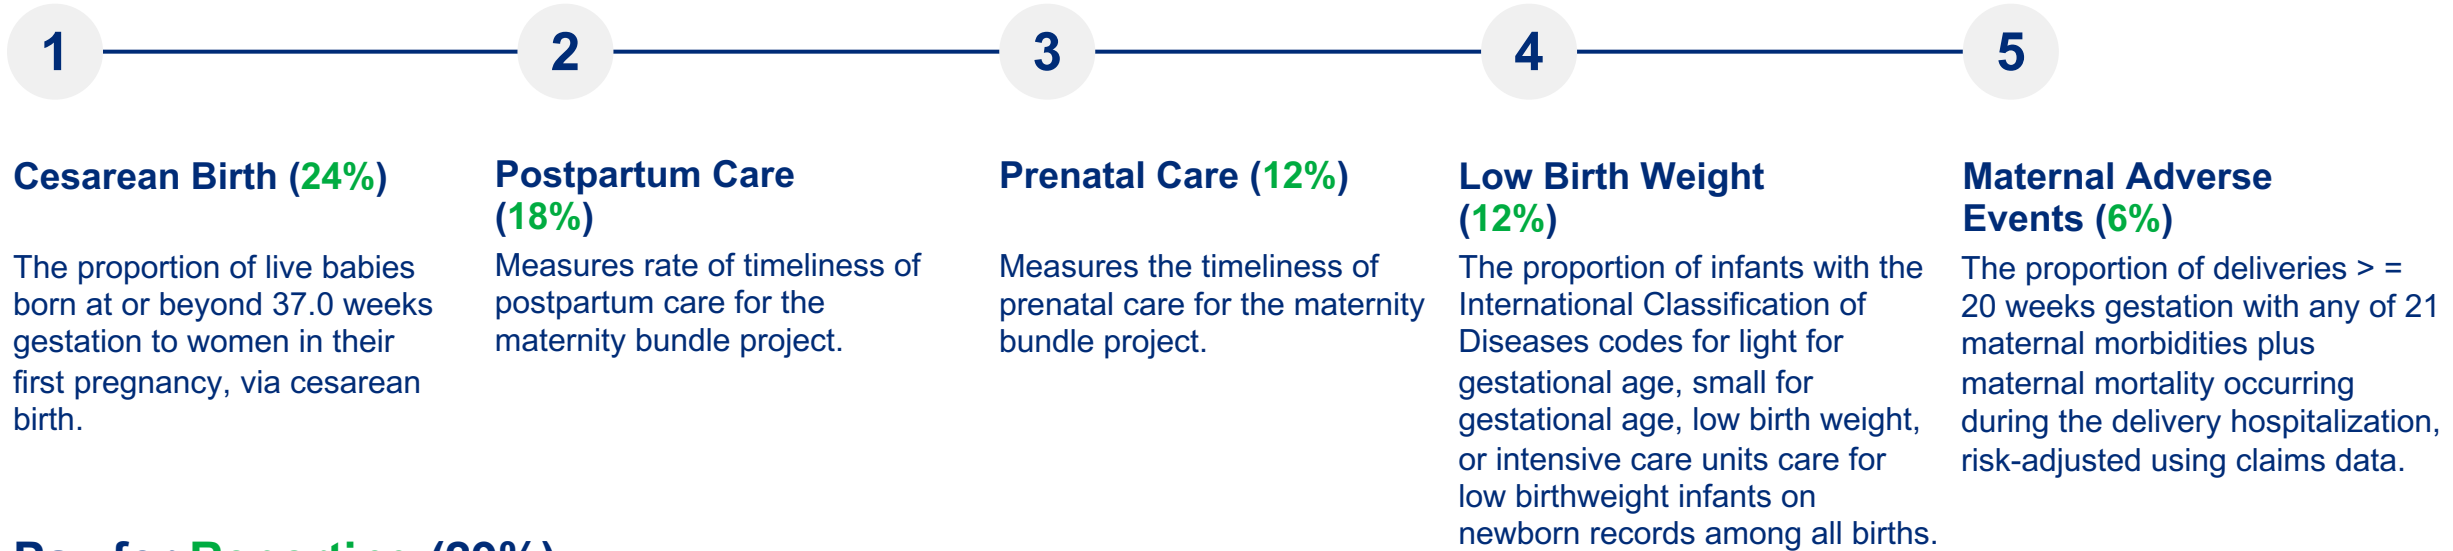 1
2
3
4
5
Cesarean Birth (24%)
The proportion of live babies
born at or beyond 37.0 weeks
gestation to women in their
first pregnancy, via cesarean
birth.
Postpartum Care
(18%)
Measures rate of timeliness of
postpartum care for the
maternity bundle project.
Prenatal Care (12%)
Measures the timeliness of
prenatal care for the maternity
bundle project.
Low Birth Weight
(12%)
The proportion of infants with the
International Classification of
Diseases codes for light for
gestational age, small for
gestational age, low birth weight,
or intensive care units care for
low birthweight infants on
newborn records among all births.
Maternal Adverse
Events (6%)
The proportion of deliveries > =
20 weeks gestation with any of 21
maternal morbidities plus
maternal mortality occurring
during the delivery hospitalization,
risk-adjusted using claims data.
Pay for Reporting